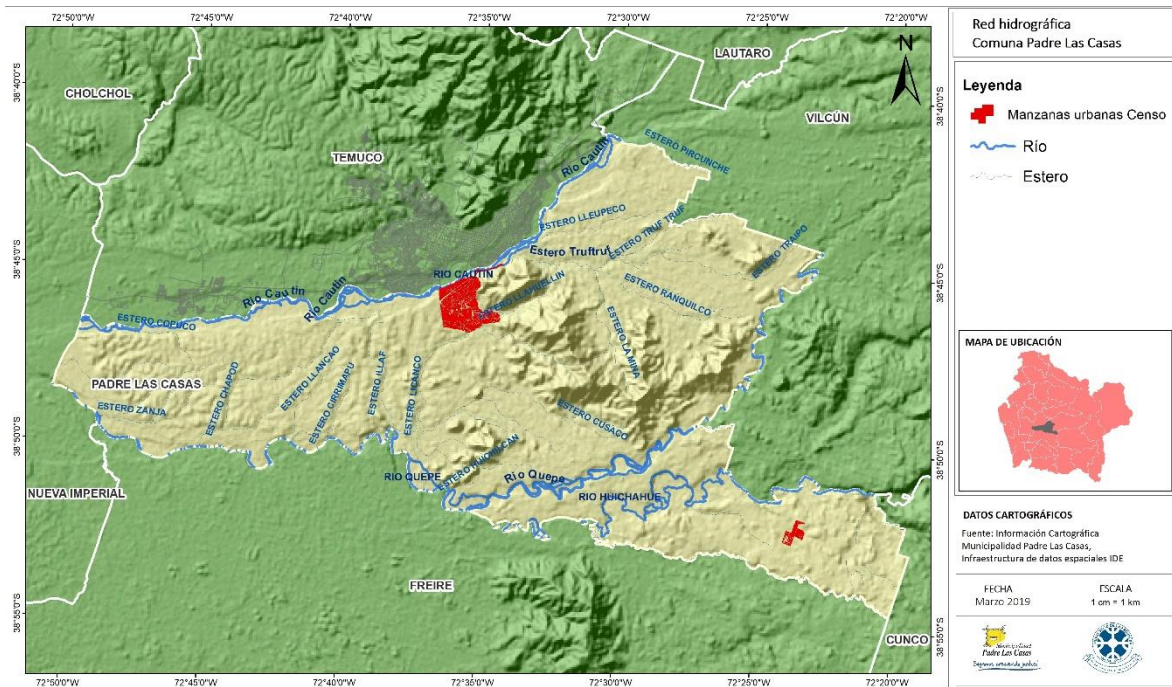 72°50'0"W
72°45'0"W
72°40'0"W
72°35'0"W
72°30'0"W
72°25'0"W
72°20'0"W
38°40'0"S
38°45'0"S
38°50'0"S
38°55'0"S
38°40'0"S
38°45'0"S
38°50'0"S
38°55'0"S
N
LAUTARO
CHOLCHOL
VILCÚN
TEMUCO
ESTERO PIRCUNCHE
Río Cautín
ESTERO LLEUPECO
ESTERO TRUF TRUF
Estero Truftruf
ESTERO TRAIPO
RIO CAUTIN
ESTERO LLAHUELLIN
ESTERO RANQUILCO
Río Cautín
Río Cautín
ESTERO COPUCO
ESTERO LA MINA
PADRE LAS CASAS
ESTERO CHAPOD
ESTERO LLANCAO
ESTERO CIRRIMAPU
ESTERO ILLAF
ESTERO LICANCO
ESTERO ZANJA
ESTERO CUSACO
RIO QUEPE
Río Quepe
RIO HUICHAHUE
NUEVA IMPERIAL
FREIRE
CUNCO
72°50'0"W
72°45'0"W
72°40'0"W
72°35'0"W
72°30'0"W
72°25'0"W
72°20'0"W
Red hidrográfica
Comuna Padre Las Casas
Leyenda
Manzanas urbanas Censo
Río
Estero
MAPA DE UBICACIÓN
DATOS CARTOGRÁFICOS
Fuente: Información Cartográfica
Municipalidad Padre Las Casas,
Infraestructura de datos espaciales IDE
FECHA
Marzo 2019
ESCALA
1 cm = 1 km
Municipalidad
Padre Las Casas